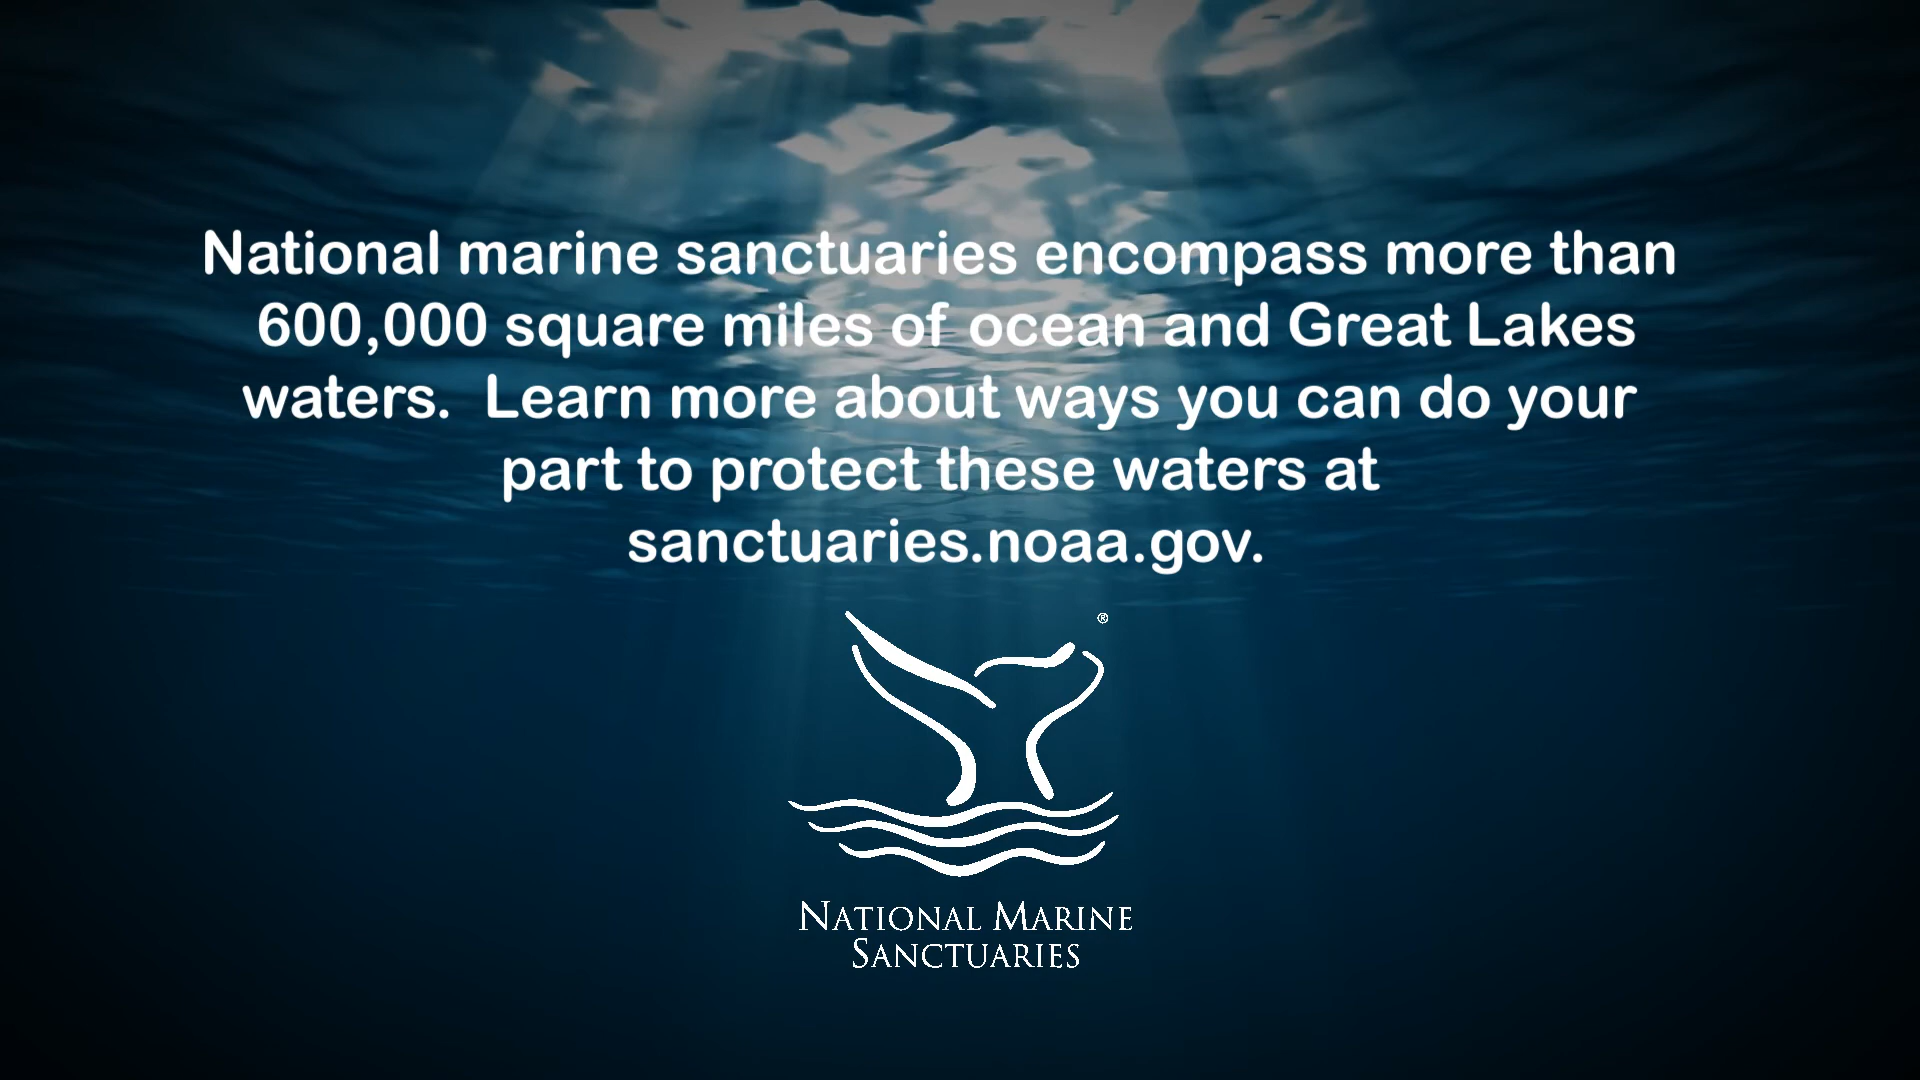 National marine sanctuaries encompass more than
600,000 square miles of ocean and Great Lakes
waters.  Learn more about ways you can do your
part to protect these waters at
sanctuaries.noaa.gov.
®
NATIONAL MARINE
SANCTUARIES